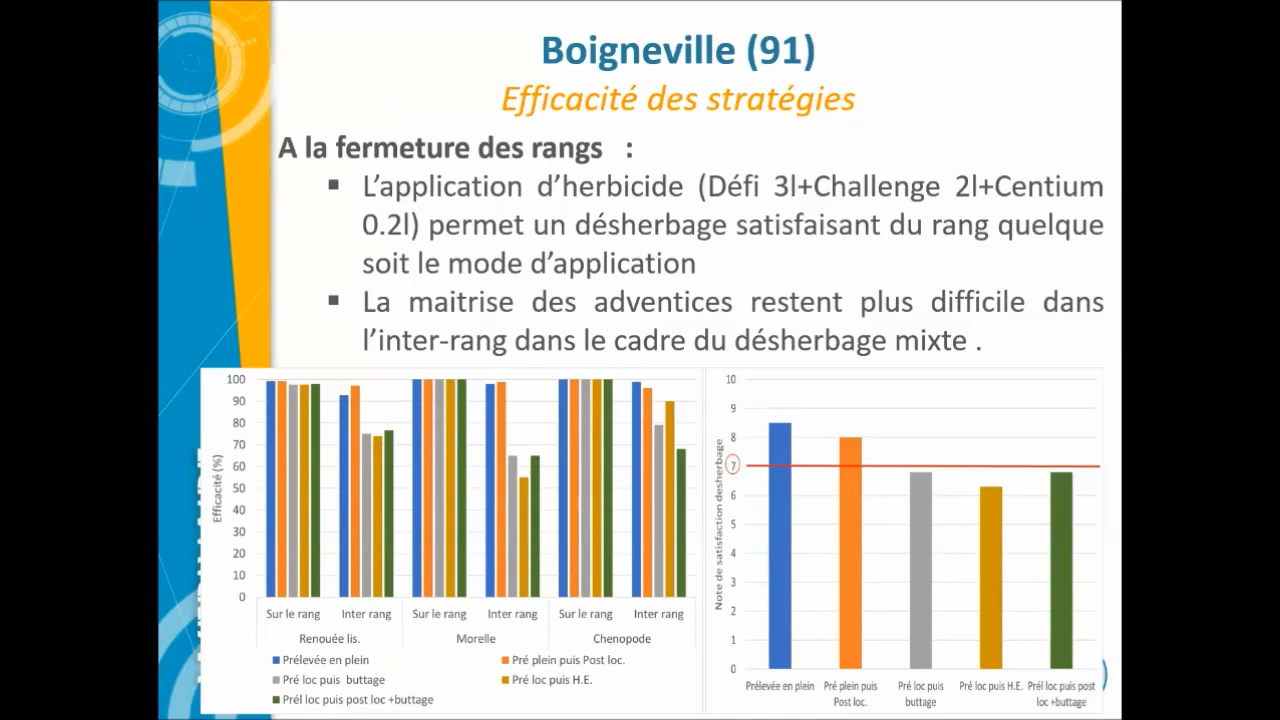 Boigneville (91)
Efficacité des stratégies
A la fermeture des rangs :
▪ L'application d'herbicide (Défi 3l+Challenge 2l+Centium
0.2l) permet un désherbage satisfaisant du rang quelque
soit le mode d'application
▪ La maitrise des adventices restent plus difficile dans
l'inter-rang dans le cadre du désherbage mixte .
Efficacité (%)
100
90
80
70
60
50
40
30
20
10
0
Sur le rang Inter rang Sur le rang Inter rang Sur le rang Inter rang
Renouée lis. Morelle Chenopode
Prélevée en plein Pré plein puis Post loc.
Pré loc puis buttage Pré loc puis H.E.
Prél loc puis post loc +buttage
Note de satisfaction desherbage
10
9
8
7
6
5
4
3
2
1
0
Prélevée en plein Pré plein puis Pré loc puis Pré loc puis H.E. Prél loc puis post
Post loc. buttage loc +buttage